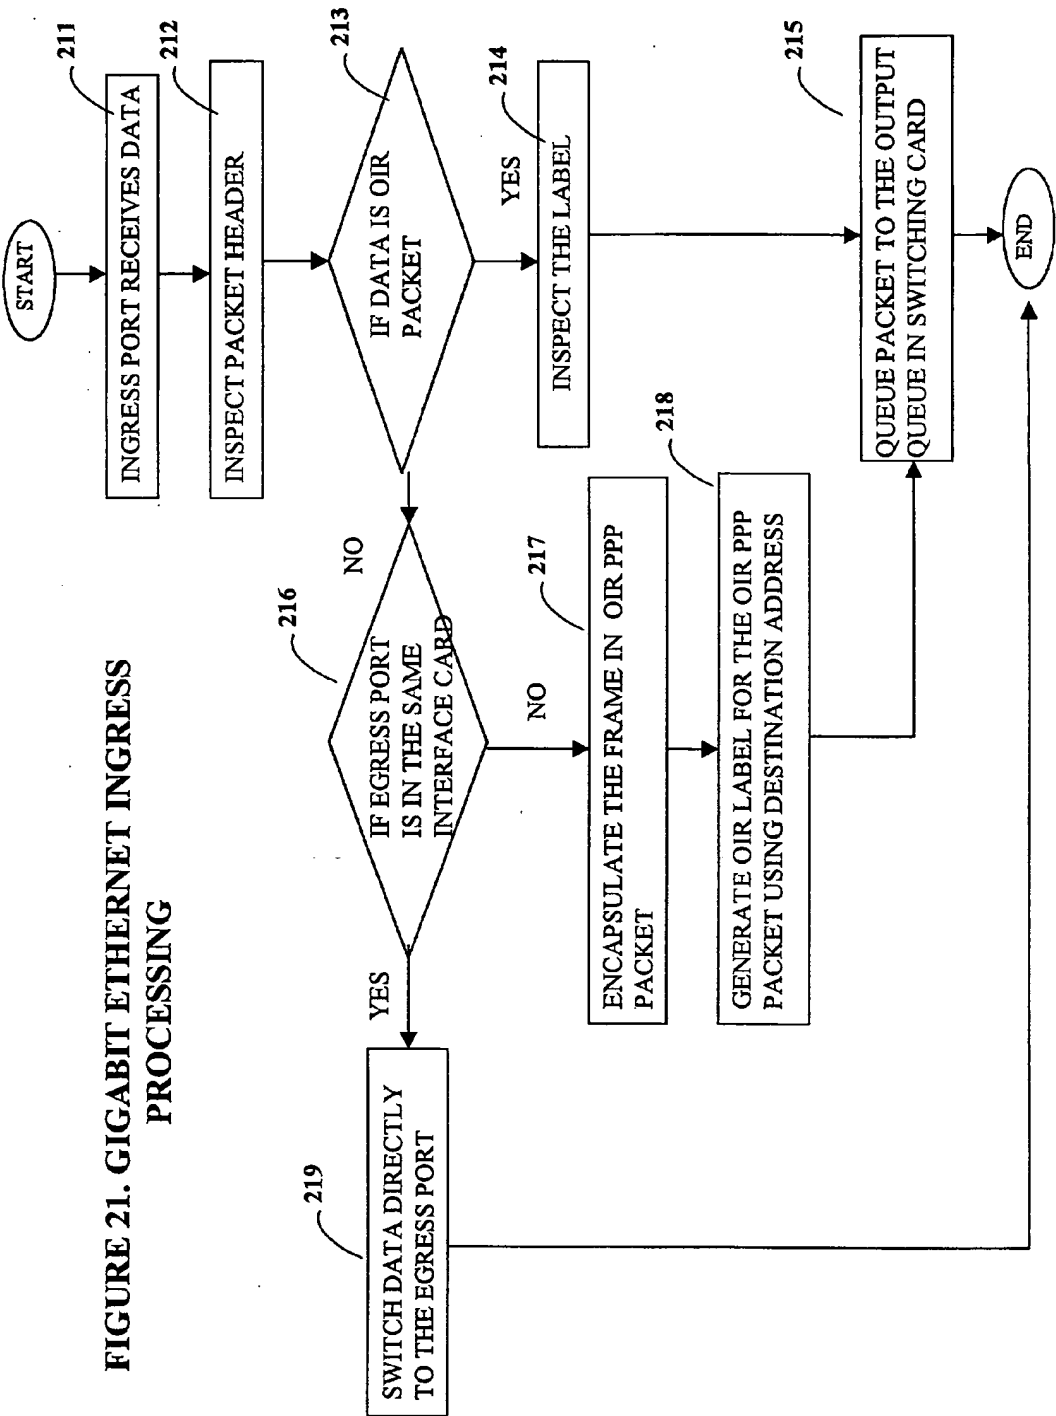 FIGURE 21. GIGABIT ETHERNET INGRESS
PROCESSING
START
211
INGRESS PORT RECEIVES DATA
212
INSPECT PACKET HEADER
213
IF DATA IS OIR
PACKET
YES
214
INSPECT THE LABEL
215
QUEUE PACKET TO THE OUTPUT
QUEUE IN SWITCHING CARD
END
NO
216
IF EGRESS PORT
IS IN THE SAME
INTERFACE CARD
NO
217
ENCAPSULATE THE FRAME IN OIR PPP
PACKET
218
GENERATE OIR LABEL FOR THE OIR PPP
PACKET USING DESTINATION ADDRESS
YES
219
SWITCH DATA DIRECTLY
TO THE EGRESS PORT